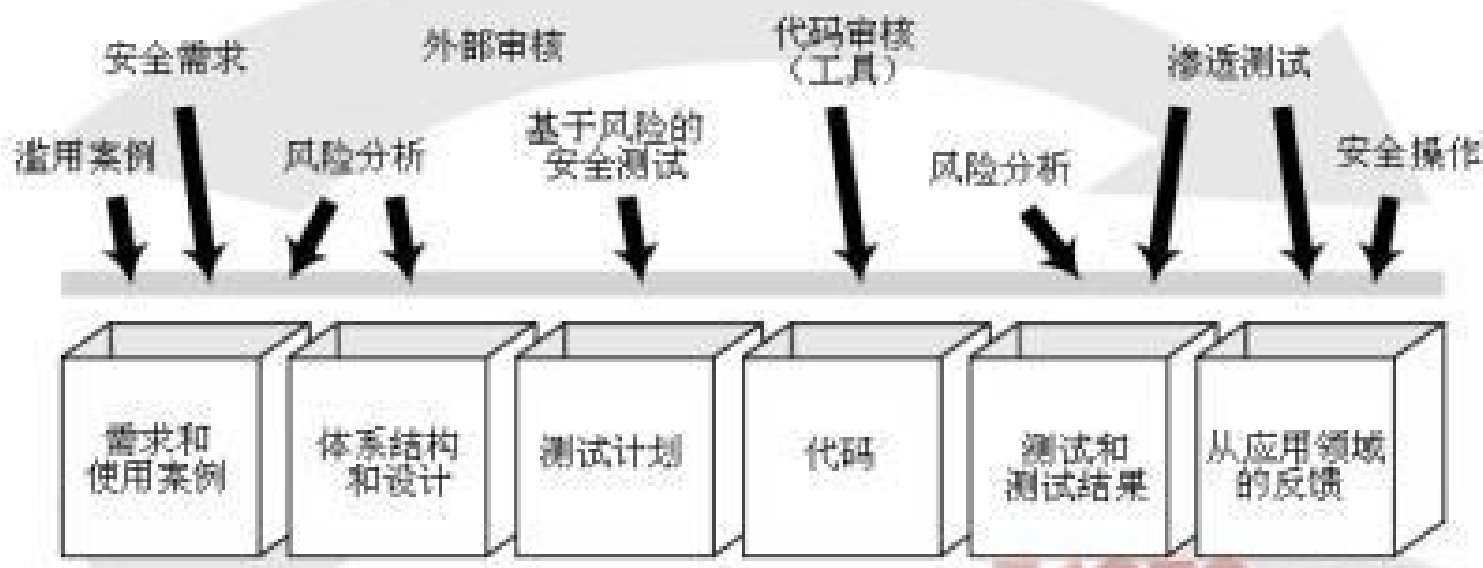 安全需求
外部审核
代码审核
（工具）
渗透测试
滥用案例
风险分析
基于风险的
安全测试
风险分析
安全操作
需求和
使用案例
体系结构
和设计
测试计划
代码
测试和
测试结果
从应用领域
的反馈